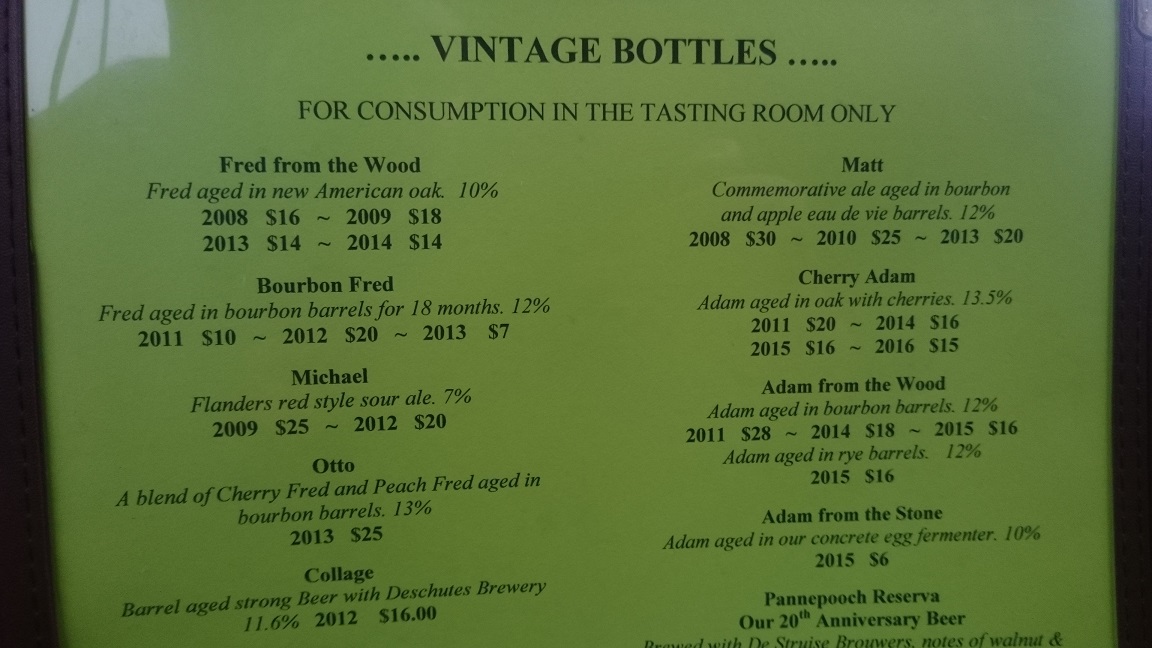 ..... VINTAGE BOTTLES .....
FOR CONSUMPTION IN THE TASTING ROOM ONLY
Fred from the Wood
Fred aged in new American oak. 10%
2008 $16 ~ 2009 $18
2013 $14 ~ 2014 $14
Bourbon Fred
Fred aged in bourbon barrels for 18 months. 12%
2011 $10 ~ 2012 $20 ~ 2013 $7
Michael
Flanders red style sour ale. 7%
2009 $25 ~ 2012 $20
Otto
A blend of Cherry Fred and Peach Fred aged in
bourbon barrels. 13%
2013 $25
Collage
Barrel aged strong Beer with Deschutes Brewery
11.6% 2012 $16.00
Matt
Commemorative ale aged in bourbon
and apple eau de vie barrels. 12%
2008 $30 ~ 2010 $25 ~ 2013 $20
Cherry Adam
Adam aged in oak with cherries. 13.5%
2011 $20 ~ 2014 $16
2015 $16 ~ 2016 $15
Adam from the Wood
Adam aged in bourbon barrels. 12%
2011 $28 ~ 2014 $18 ~ 2015 $16
Adam aged in rye barrels. 12%
2015 $16
Adam from the Stone
Adam aged in our concrete egg fermenter. 10%
2015 $6
Pannepooch Reserva
Our 20th Anniversary Beer
Brewed with De Struise Brouwers, notes of walnut &